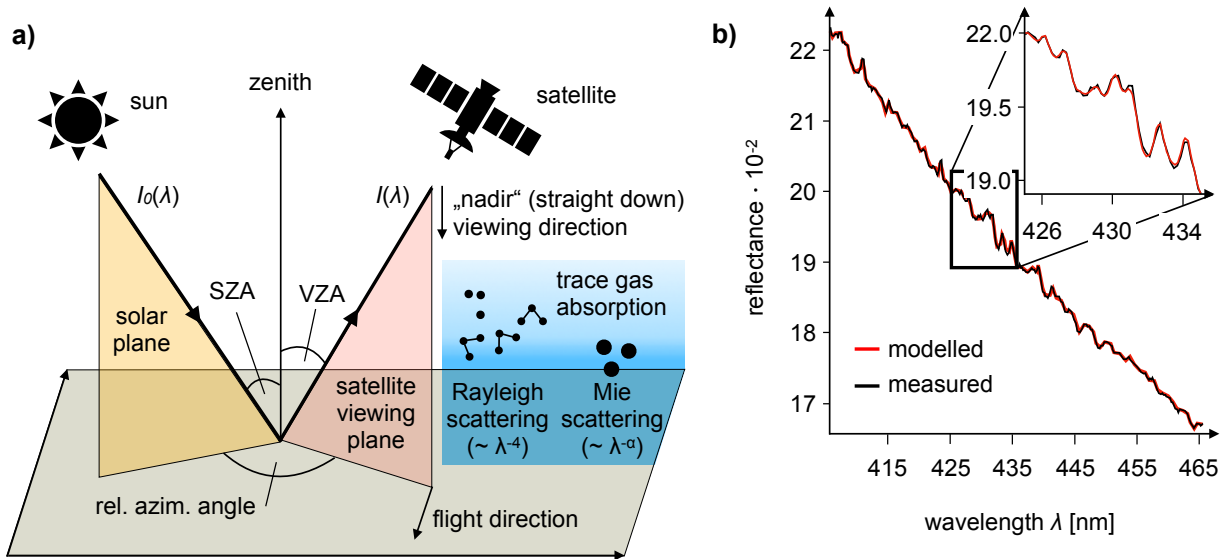 a)
sun
zenith
satellite
I₀(λ)
I(λ)
„nadir“ (straight down)
viewing direction
SZA
VZA
solar
plane
satellite
viewing
plane
trace gas
absorption
Rayleigh
scattering
(~ λ⁻⁴)
Mie
scattering
(~ λ⁻ᵅ)
rel. azim. angle
flight direction
b)
reflectance · 10⁻²
22
21
20
19
18
17
22.0
19.5
19.0
426 430 434
modelled
measured
415 425 435 445 455 465
wavelength λ [nm]